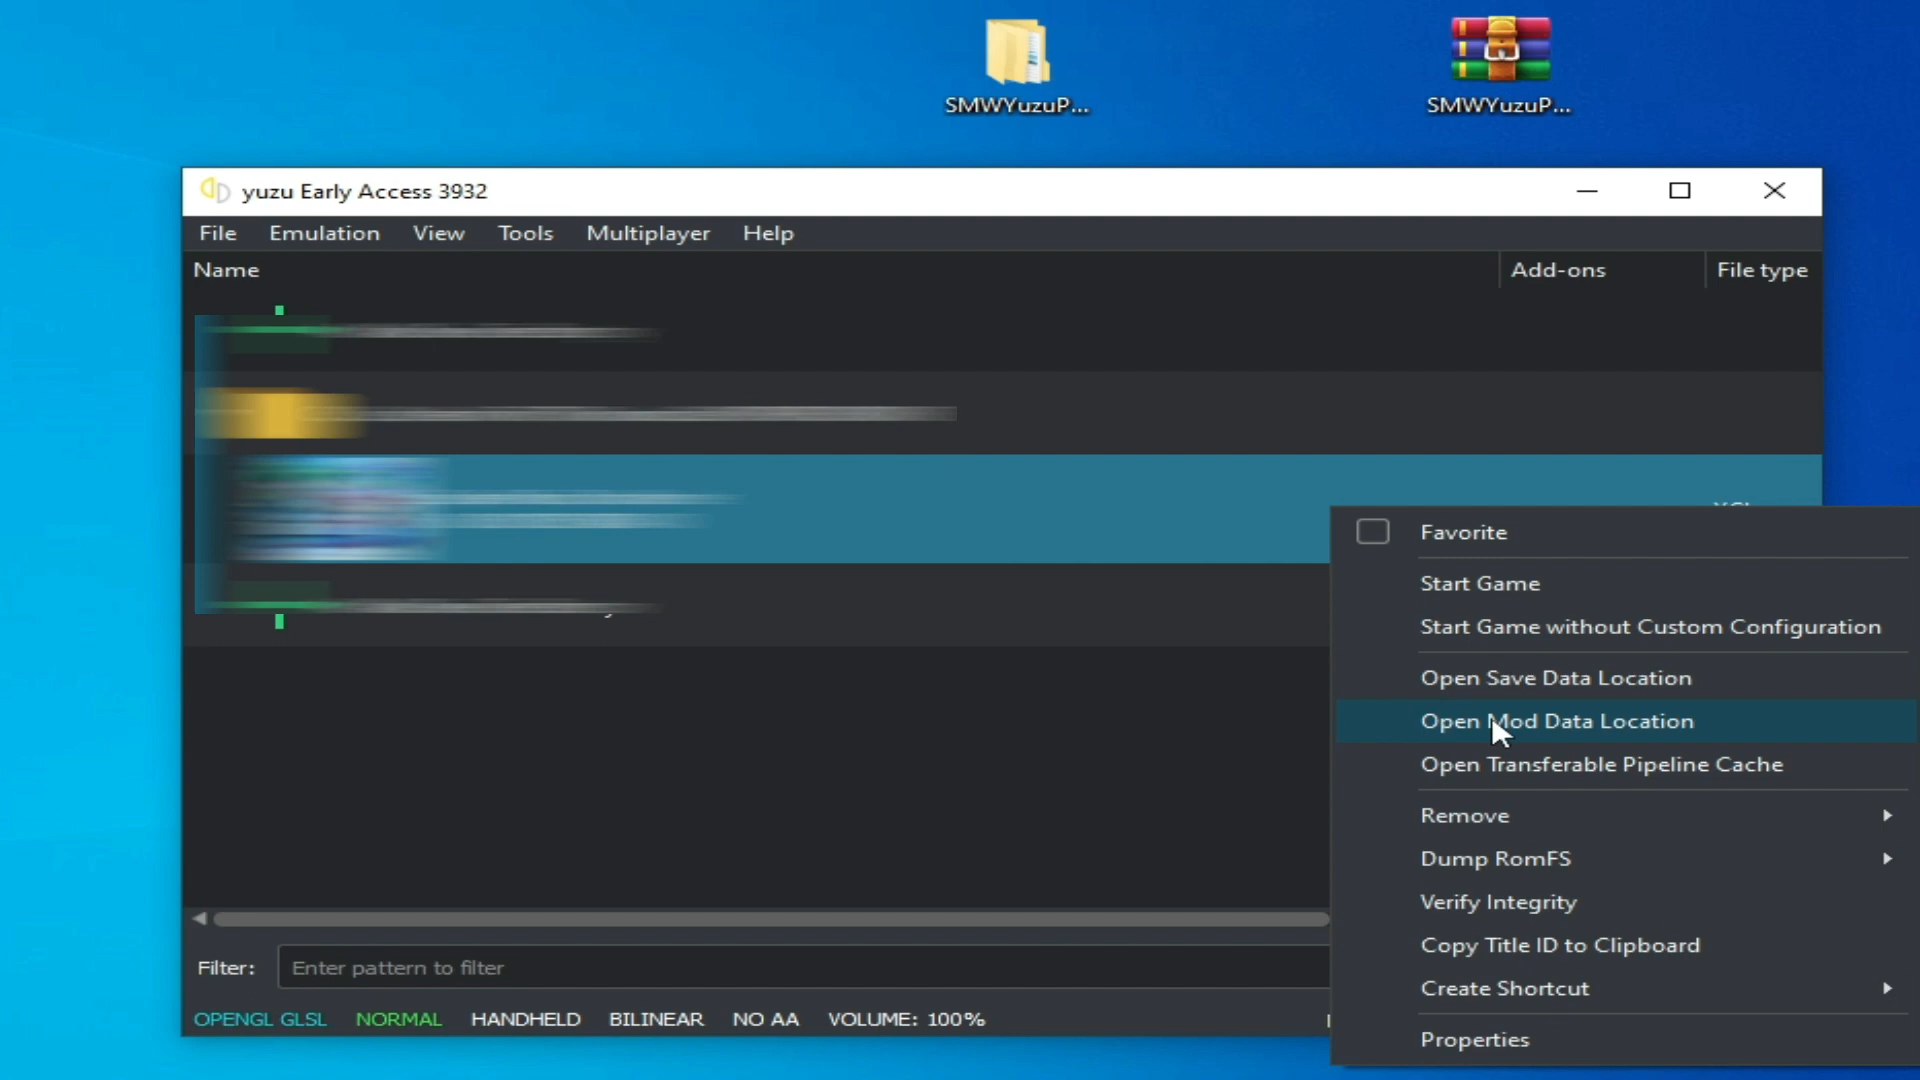 SMWYuzuP...
SMWYuzuP...
yuzu Early Access 3932
File Emulation View Tools Multiplayer Help
Name Add-ons File type
Favorite
Start Game
Start Game without Custom Configuration
Open Save Data Location
Open Mod Data Location
Open Transferable Pipeline Cache
Remove
Dump RomFS
Verify Integrity
Copy Title ID to Clipboard
Create Shortcut
Properties
Filter: Enter pattern to filter
OPENGL GLSL NORMAL HANDHELD BILINEAR NO AA VOLUME: 100%